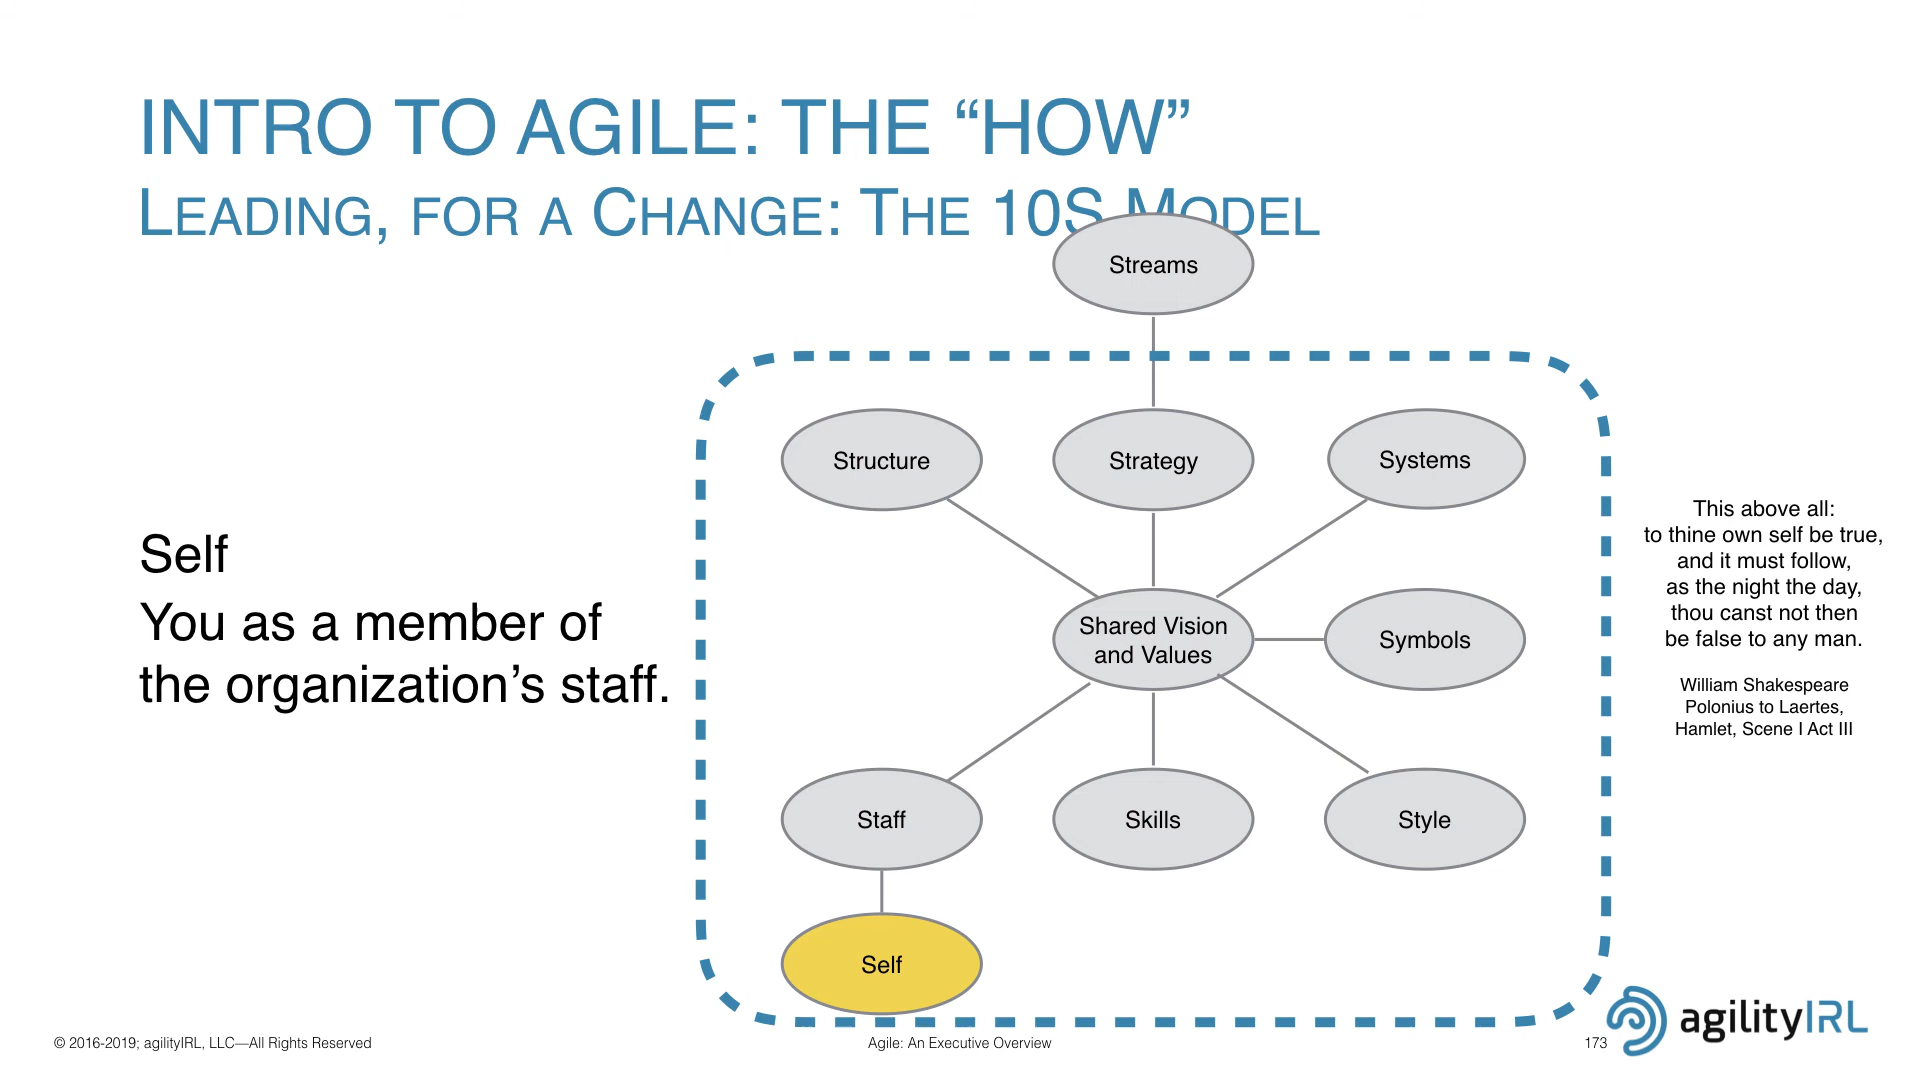 INTRO TO AGILE: THE “HOW”
LEADING, FOR A CHANGE: THE 10S MODEL
Streams
Structure
Strategy
Systems
Self
You as a member of
the organization’s staff.
Shared Vision
and Values
Symbols
Staff
Skills
Style
Self
This above all:
to thine own self be true,
and it must follow,
as the night the day,
thou canst not then
be false to any man.
William Shakespeare
Polonius to Laertes,
Hamlet, Scene I Act III
© 2016-2019; agilityIRL, LLC—All Rights Reserved
Agile: An Executive Overview
173
agilityIRL